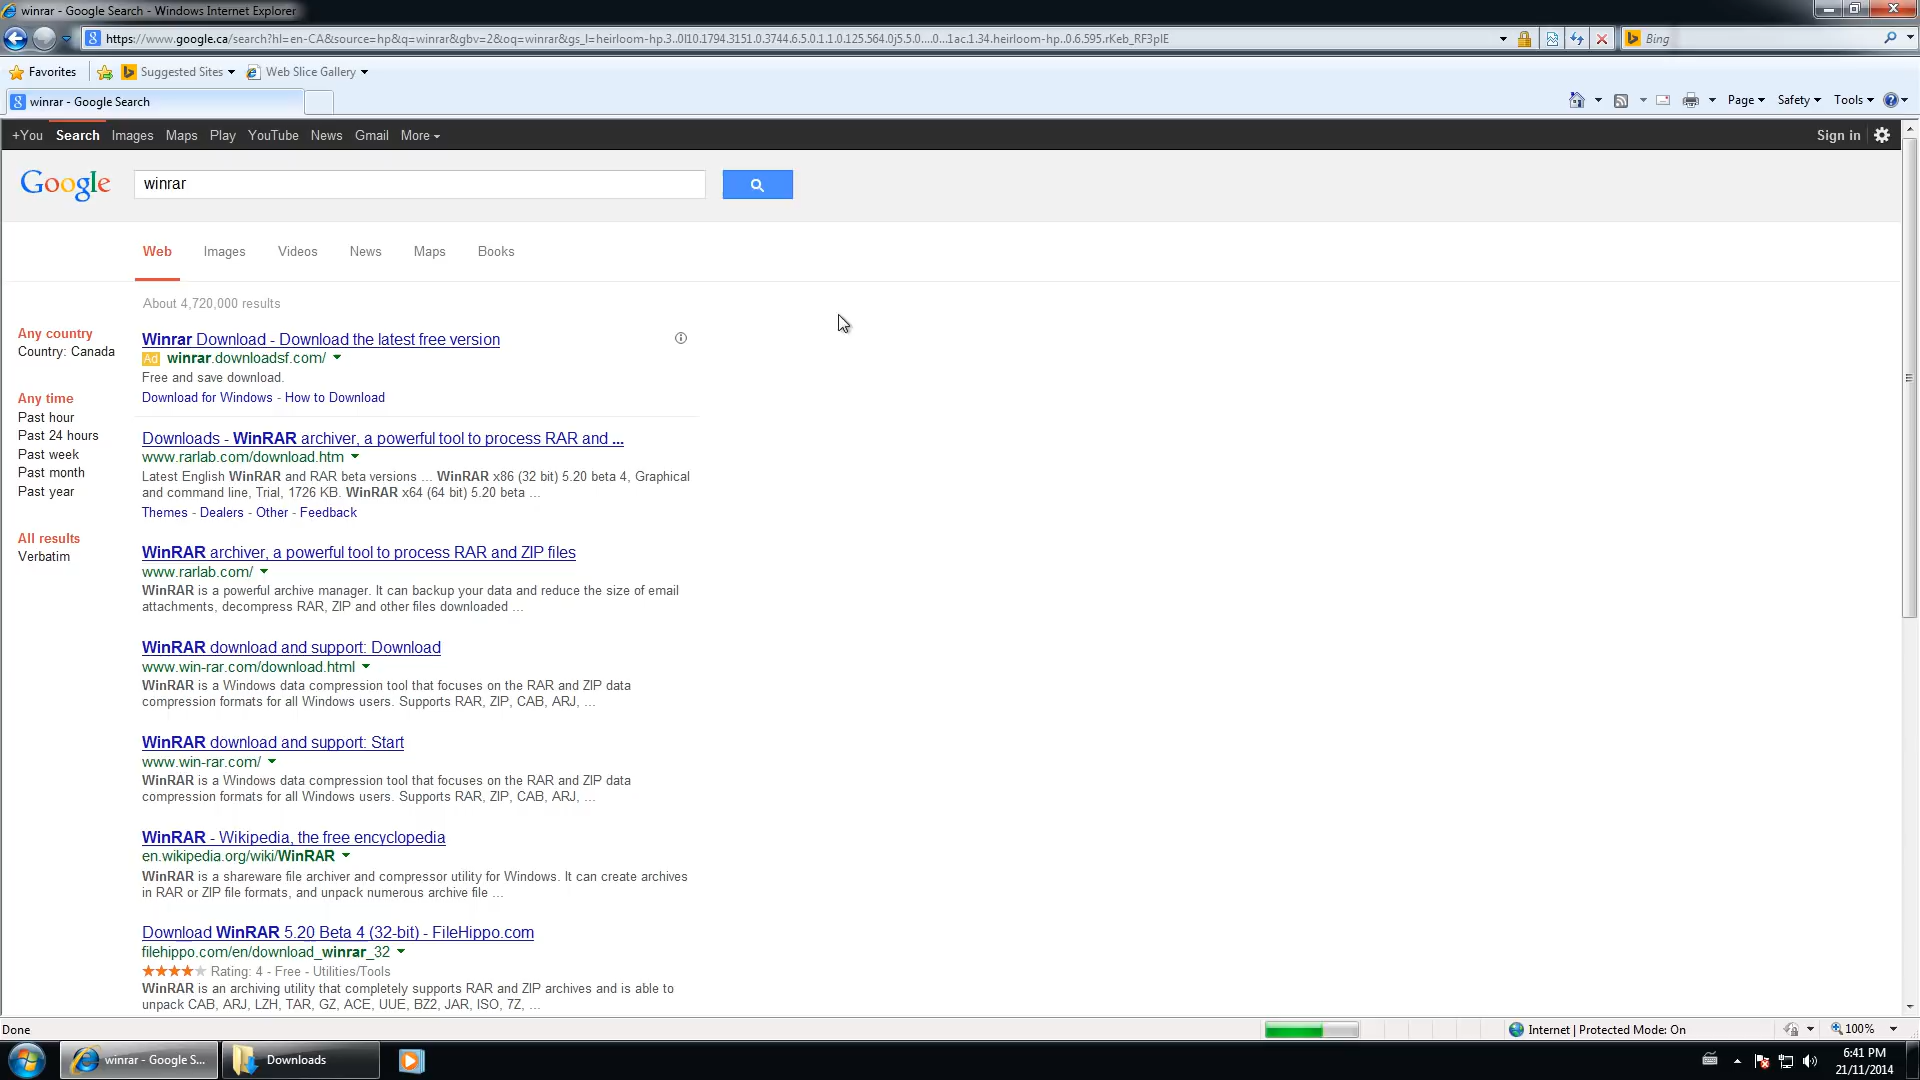 winrar - Google Search - Windows Internet Explorer
https://www.google.ca/search?hl=en-CA&source=hp&q=winrar&gbv=2&oq=winrar&gs_l=heirloom-hp.3..0l10.1794.3151.0.3744.6.5.0.1.1.0.125.564.0j5.5.0....0...1ac.1.34.heirloom-hp..0.6.595.rKeb_RF3pIE
Bing
Favorites Suggested Sites Web Slice Gallery
winrar - Google Search
Page Safety Tools
+You Search Images Maps Play YouTube News Gmail More
Sign in
Google
winrar
Web Images Videos News Maps Books
About 4,720,000 results
Any country
Country: Canada
Any time
Past hour
Past 24 hours
Past week
Past month
Past year
All results
Verbatim
Winrar Download - Download the latest free version
Ad winrar.downloadsf.com/
Free and save download.
Download for Windows - How to Download
Downloads - WinRAR archiver, a powerful tool to process RAR and ...
www.rarlab.com/download.htm
Latest English WinRAR and RAR beta versions ... WinRAR x86 (32 bit) 5.20 beta 4, Graphical
and command line, Trial, 1726 KB. WinRAR x64 (64 bit) 5.20 beta ...
Themes - Dealers - Other - Feedback
WinRAR archiver, a powerful tool to process RAR and ZIP files
www.rarlab.com/
WinRAR is a powerful archive manager. It can backup your data and reduce the size of email
attachments, decompress RAR, ZIP and other files downloaded ...
WinRAR download and support: Download
www.win-rar.com/download.html
WinRAR is a Windows data compression tool that focuses on the RAR and ZIP data
compression formats for all Windows users. Supports RAR, ZIP, CAB, ARJ, ...
WinRAR download and support: Start
www.win-rar.com/
WinRAR is a Windows data compression tool that focuses on the RAR and ZIP data
compression formats for all Windows users. Supports RAR, ZIP, CAB, ARJ, ...
WinRAR - Wikipedia, the free encyclopedia
en.wikipedia.org/wiki/WinRAR
WinRAR is a shareware file archiver and compressor utility for Windows. It can create archives
in RAR or ZIP file formats, and unpack numerous archive file ...
Download WinRAR 5.20 Beta 4 (32-bit) - FileHippo.com
filehippo.com/en/download_winrar_32
Rating: 4 - Free - Utilities/Tools
WinRAR is an archiving utility that completely supports RAR and ZIP archives and is able to
unpack CAB, ARJ, LZH, TAR, GZ, ACE, UUE, BZ2, JAR, ISO, 7Z, ...
Done
Internet | Protected Mode: On
100%
winrar - Google S...
Downloads
6:41 PM
21/11/2014